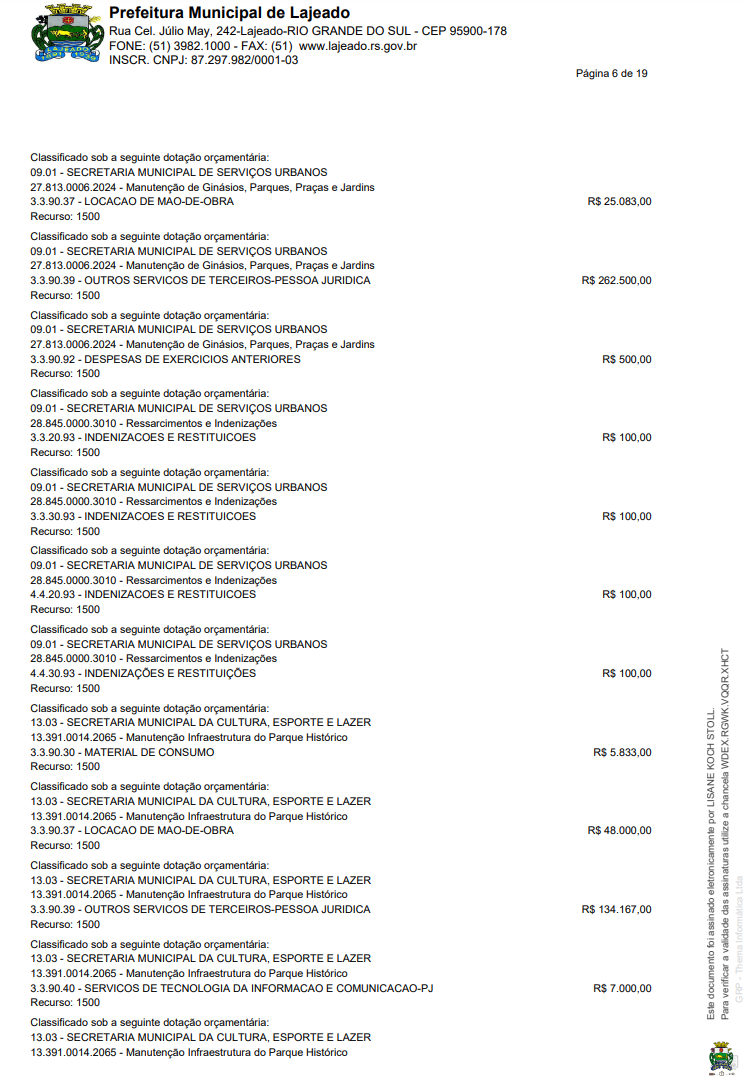 Prefeitura Municipal de Lajeado
Rua Cel. Júlio May, 242-Lajeado-RIO GRANDE DO SUL - CEP 95900-178
FONE: (51) 3982.1000 - FAX: (51) www.lajeado.rs.gov.br
INSCR. CNPJ: 87.297.982/0001-03
Página 6 de 19
Classificado sob a seguinte dotação orçamentária:
09.01 - SECRETARIA MUNICIPAL DE SERVIÇOS URBANOS
27.813.0006.2024 - Manutenção de Ginásios, Parques, Praças e Jardins
3.3.90.37 - LOCACAO DE MAO-DE-OBRA R$ 25.083,00
Recurso: 1500
Classificado sob a seguinte dotação orçamentária:
09.01 - SECRETARIA MUNICIPAL DE SERVIÇOS URBANOS
27.813.0006.2024 - Manutenção de Ginásios, Parques, Praças e Jardins
3.3.90.39 - OUTROS SERVICOS DE TERCEIROS-PESSOA JURIDICA R$ 262.500,00
Recurso: 1500
Classificado sob a seguinte dotação orçamentária:
09.01 - SECRETARIA MUNICIPAL DE SERVIÇOS URBANOS
27.813.0006.2024 - Manutenção de Ginásios, Parques, Praças e Jardins
3.3.90.92 - DESPESAS DE EXERCICIOS ANTERIORES R$ 500,00
Recurso: 1500
Classificado sob a seguinte dotação orçamentária:
09.01 - SECRETARIA MUNICIPAL DE SERVIÇOS URBANOS
28.845.0000.3010 - Ressarcimentos e Indenizações
3.3.20.93 - INDENIZACOES E RESTITUICOES R$ 100,00
Recurso: 1500
Classificado sob a seguinte dotação orçamentária:
09.01 - SECRETARIA MUNICIPAL DE SERVIÇOS URBANOS
28.845.0000.3010 - Ressarcimentos e Indenizações
3.3.30.93 - INDENIZACOES E RESTITUICOES R$ 100,00
Recurso: 1500
Classificado sob a seguinte dotação orçamentária:
09.01 - SECRETARIA MUNICIPAL DE SERVIÇOS URBANOS
28.845.0000.3010 - Ressarcimentos e Indenizações
4.4.20.93 - INDENIZACOES E RESTITUICOES R$ 100,00
Recurso: 1500
Classificado sob a seguinte dotação orçamentária:
09.01 - SECRETARIA MUNICIPAL DE SERVIÇOS URBANOS
28.845.0000.3010 - Ressarcimentos e Indenizações
4.4.30.93 - INDENIZAÇÕES E RESTITUIÇÕES R$ 100,00
Recurso: 1500
Classificado sob a seguinte dotação orçamentária:
13.03 - SECRETARIA MUNICIPAL DA CULTURA, ESPORTE E LAZER
13.391.0014.2065 - Manutenção Infraestrutura do Parque Histórico
3.3.90.30 - MATERIAL DE CONSUMO R$ 5.833,00
Recurso: 1500
Classificado sob a seguinte dotação orçamentária:
13.03 - SECRETARIA MUNICIPAL DA CULTURA, ESPORTE E LAZER
13.391.0014.2065 - Manutenção Infraestrutura do Parque Histórico
3.3.90.37 - LOCACAO DE MAO-DE-OBRA R$ 48.000,00
Recurso: 1500
Classificado sob a seguinte dotação orçamentária:
13.03 - SECRETARIA MUNICIPAL DA CULTURA, ESPORTE E LAZER
13.391.0014.2065 - Manutenção Infraestrutura do Parque Histórico
3.3.90.39 - OUTROS SERVICOS DE TERCEIROS-PESSOA JURIDICA R$ 134.167,00
Recurso: 1500
Classificado sob a seguinte dotação orçamentária:
13.03 - SECRETARIA MUNICIPAL DA CULTURA, ESPORTE E LAZER
13.391.0014.2065 - Manutenção Infraestrutura do Parque Histórico
3.3.90.40 - SERVICOS DE TECNOLOGIA DA INFORMACAO E COMUNICACAO-PJ R$ 7.000,00
Recurso: 1500
Classificado sob a seguinte dotação orçamentária:
13.03 - SECRETARIA MUNICIPAL DA CULTURA, ESPORTE E LAZER
13.391.0014.2065 - Manutenção Infraestrutura do Parque Histórico
Este documento foi assinado eletronicamente por LISANE KOCH STOLL.
Para verificar a validade das assinaturas utilize a chancela WDEX.RGWK.VQQR.XHCT
GRP - Thema Informática Ltda